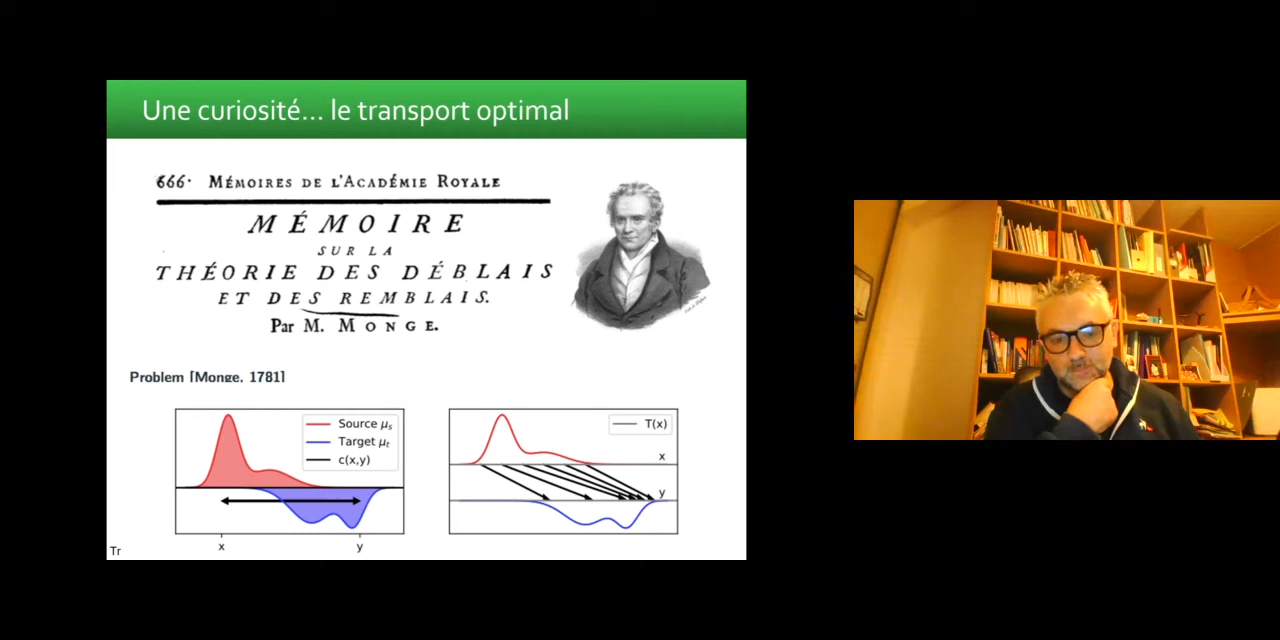 Une curiosité... le transport optimal
666. MÉMOIRES DE L'ACADÉMIE ROYALE
MÉMOIRE
SUR LA
THÉORIE DES DÉBLAIS
ET DES REMBLAIS.
Par M. MONGE.
Problem [Monge, 1781]
Source μs
Target μt
c(x,y)
x
y
T(x)
x
y
Tr